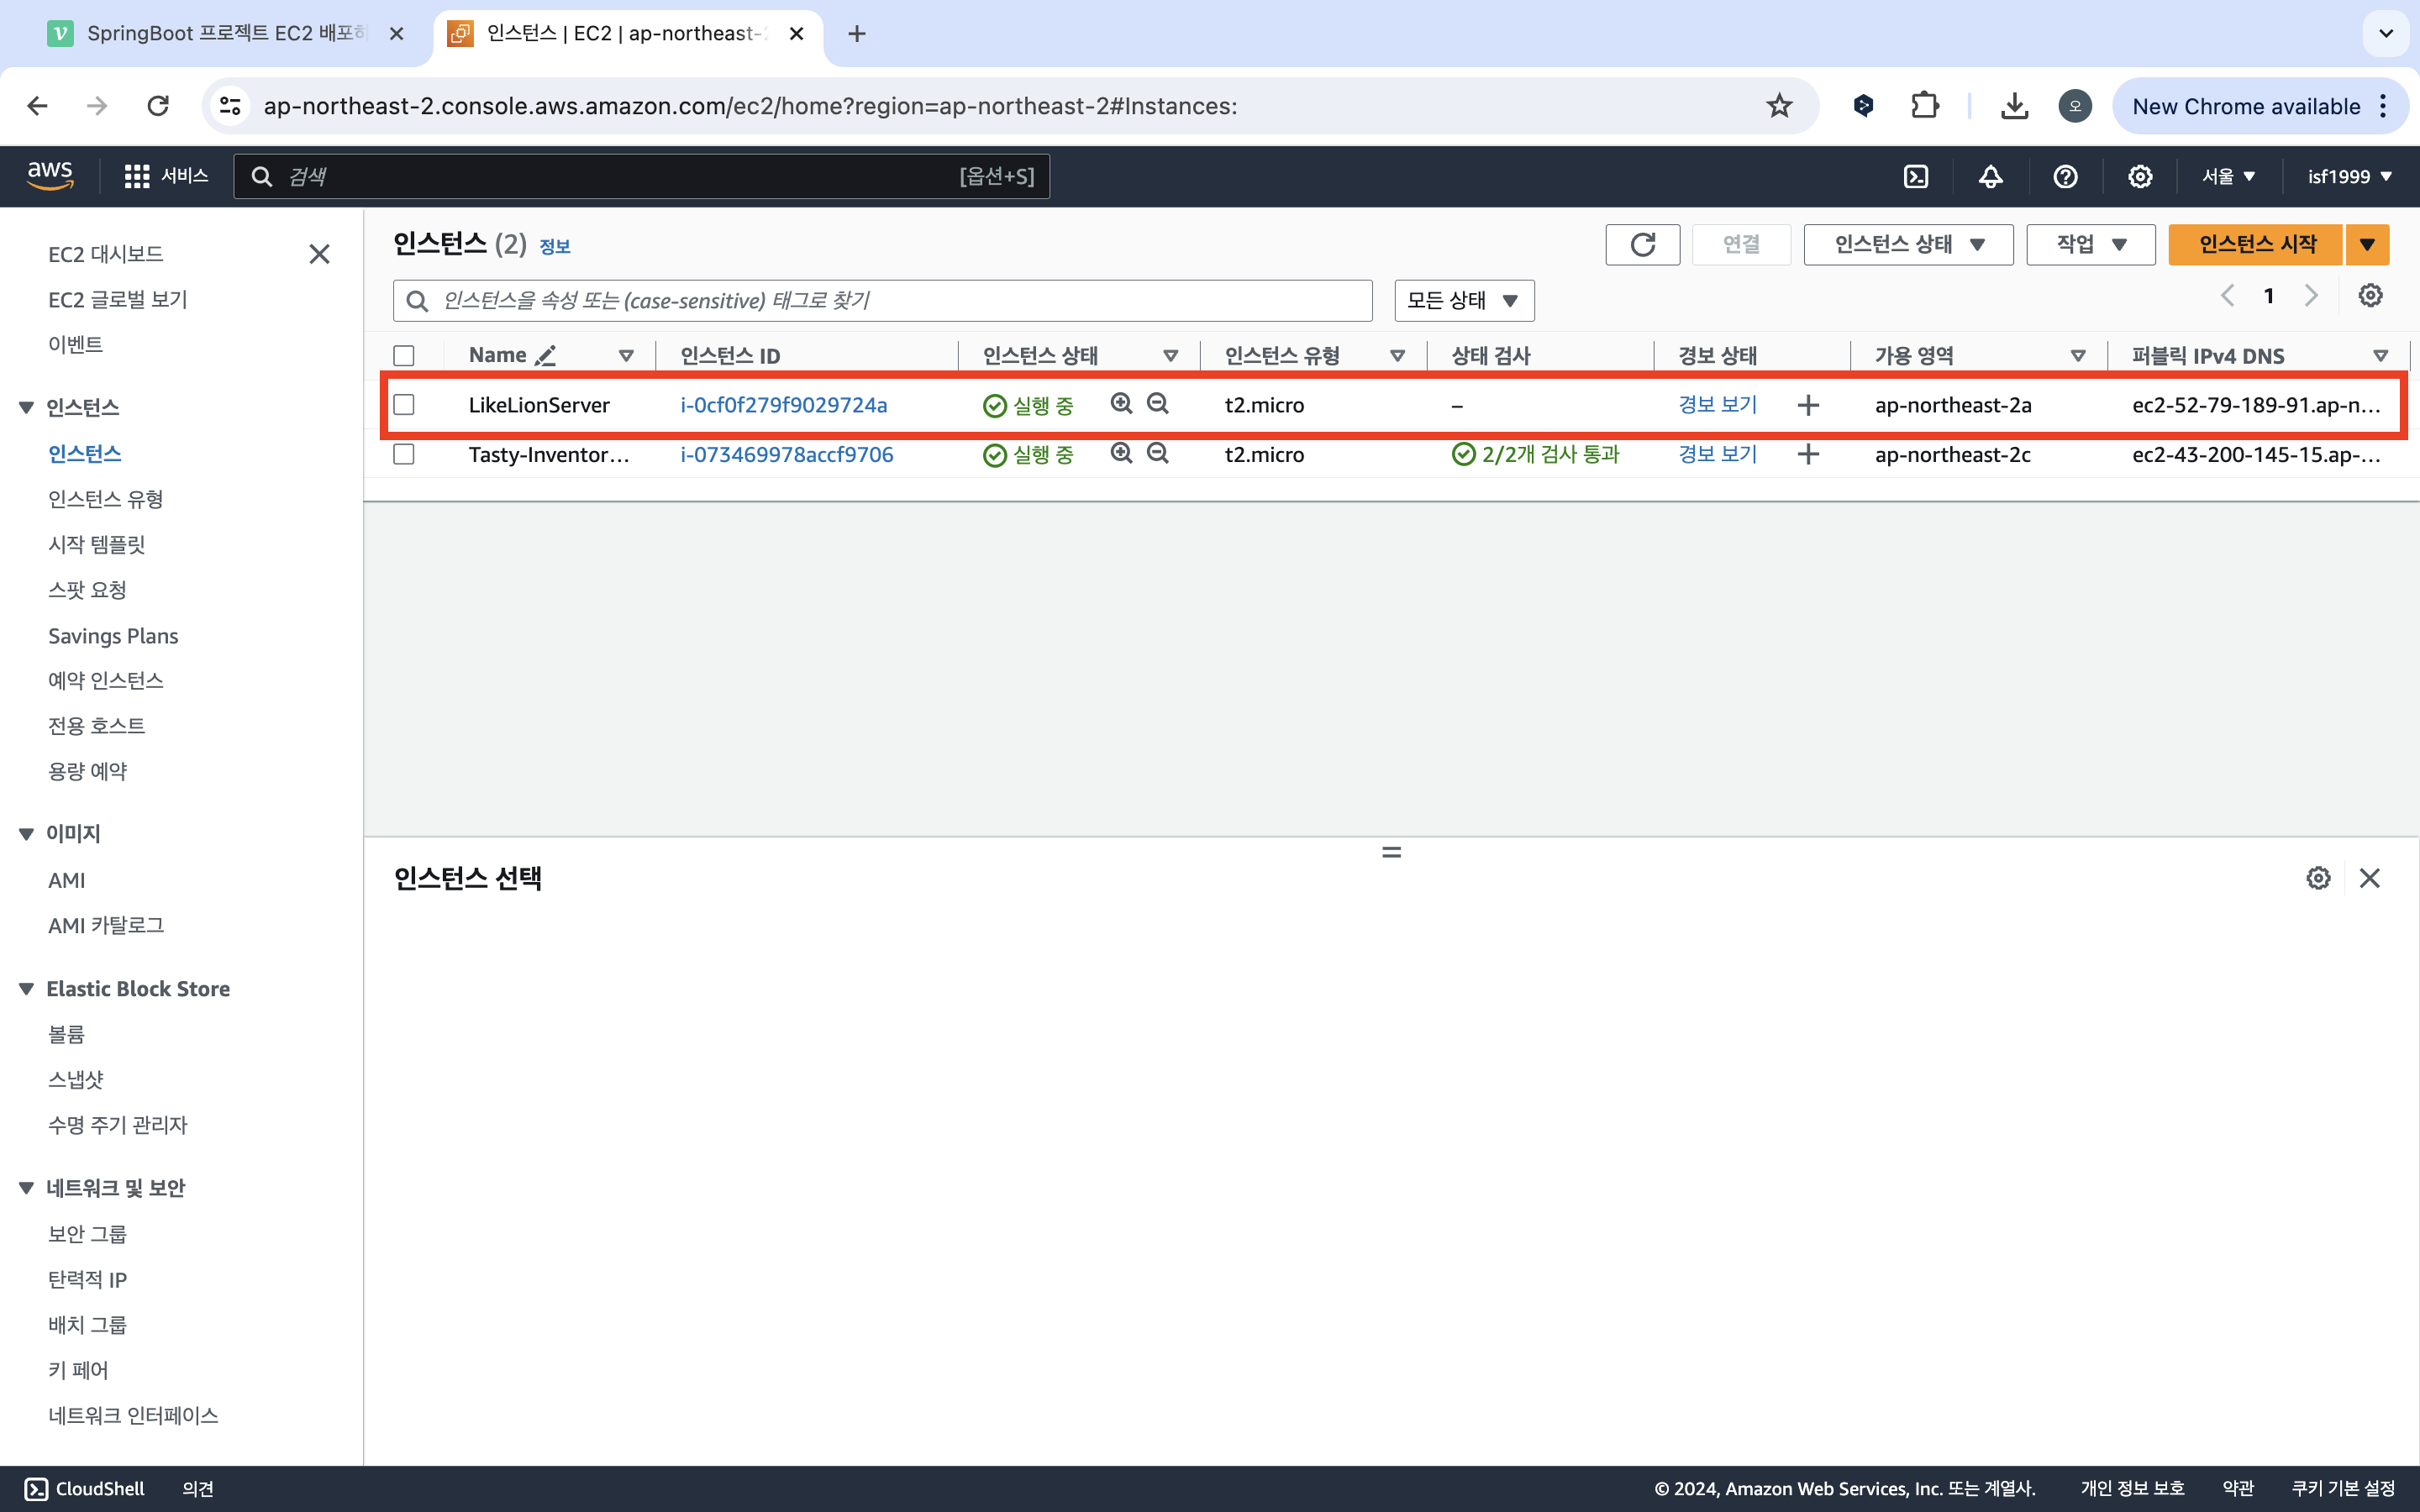 SpringBoot 프로젝트 EC2 배포하
인스턴스 | EC2 | ap-northeast-2
ap-northeast-2.console.aws.amazon.com/ec2/home?region=ap-northeast-2#Instances:
오
New Chrome available
aws
서비스
검색
[옵션+S]
서울
isf1999
EC2 대시보드
EC2 글로벌 보기
이벤트
인스턴스
인스턴스
인스턴스 유형
시작 템플릿
스팟 요청
Savings Plans
예약 인스턴스
전용 호스트
용량 예약
이미지
AMI
AMI 카탈로그
Elastic Block Store
볼륨
스냅샷
수명 주기 관리자
네트워크 및 보안
보안 그룹
탄력적 IP
배치 그룹
키 페어
네트워크 인터페이스
인스턴스 (2) 정보
연결
인스턴스 상태
작업
인스턴스 시작
인스턴스을 속성 또는 (case-sensitive) 태그로 찾기
모든 상태
1
Name 인스턴스 ID 인스턴스 상태 인스턴스 유형 상태 검사 경보 상태 가용 영역 퍼블릭 IPv4 DNS
LikeLionServer i-0cf0f279f9029724a 실행 중 t2.micro – 경보 보기 + ap-northeast-2a ec2-52-79-189-91.ap-n...
Tasty-Inventor... i-073469978accf9706 실행 중 t2.micro 2/2개 검사 통과 경보 보기 + ap-northeast-2c ec2-43-200-145-15.ap-...
인스턴스 선택
CloudShell
의견
© 2024, Amazon Web Services, Inc. 또는 계열사.
개인 정보 보호
약관
쿠키 기본 설정